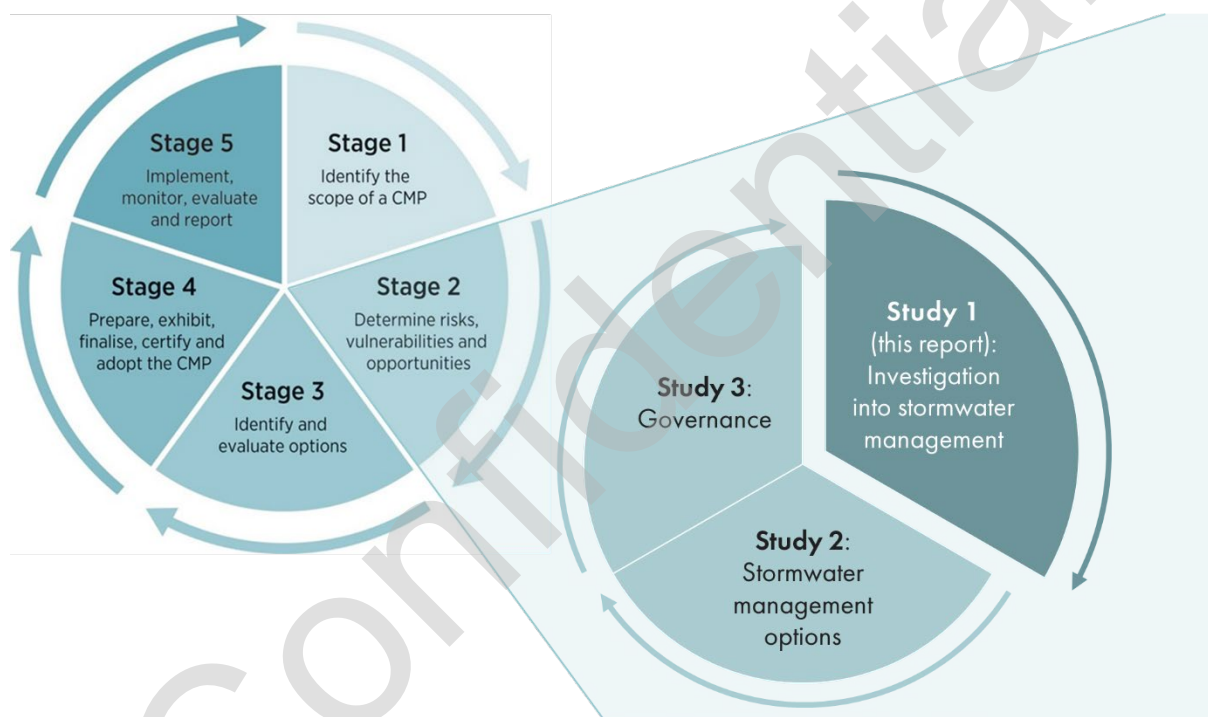 Stage 1
Identify the
scope of a CMP
Stage 2
Determine risks,
vulnerabilities and
opportunities
Stage 3
Identify and
evaluate options
Stage 4
Prepare, exhibit,
finalise, certify and
adopt the CMP
Stage 5
Implement,
monitor, evaluate
and report
Study 1
(this report):
Investigation
into stormwater
management
Study 2:
Stormwater
management
options
Study 3:
Governance
Confidential